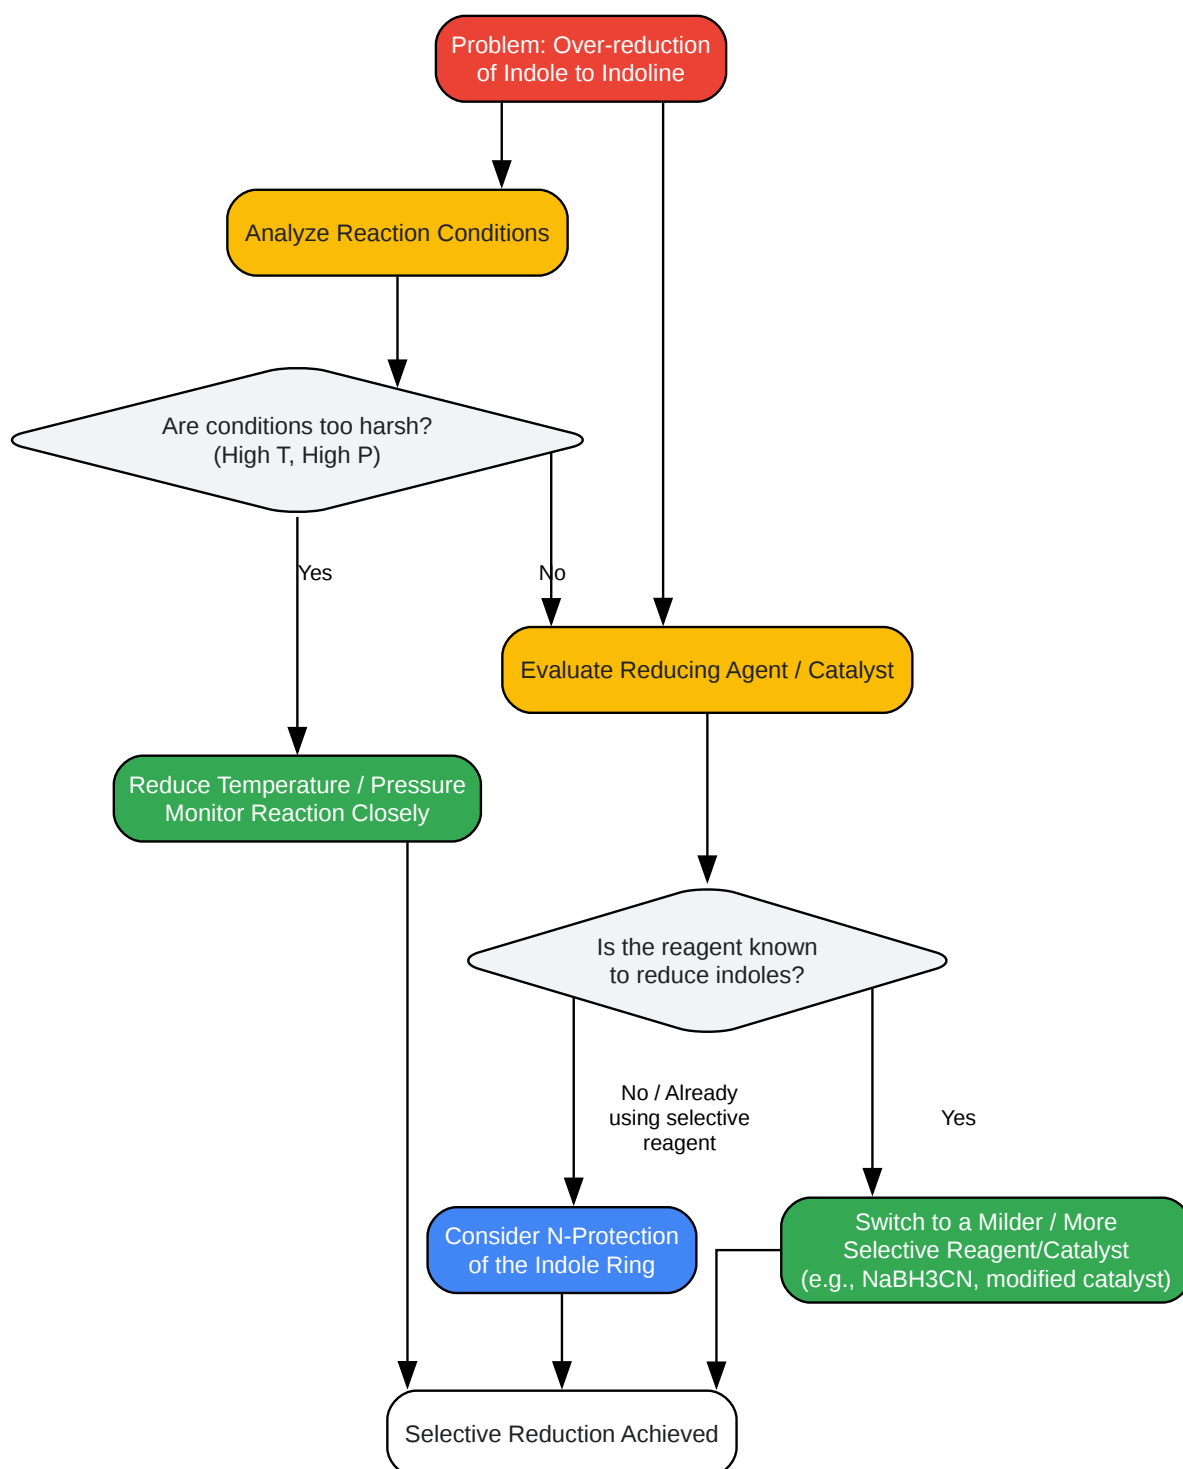 Problem: Over-reduction
of Indole to Indoline
Analyze Reaction Conditions
Are conditions too harsh?
(High T, High P)
Yes
No
Evaluate Reducing Agent / Catalyst
Reduce Temperature / Pressure
Monitor Reaction Closely
Is the reagent known
to reduce indoles?
No / Already
using selective
reagent
Yes
Consider N-Protection
of the Indole Ring
Switch to a Milder / More
Selective Reagent/Catalyst
(e.g., NaBH3CN, modified catalyst)
Selective Reduction Achieved